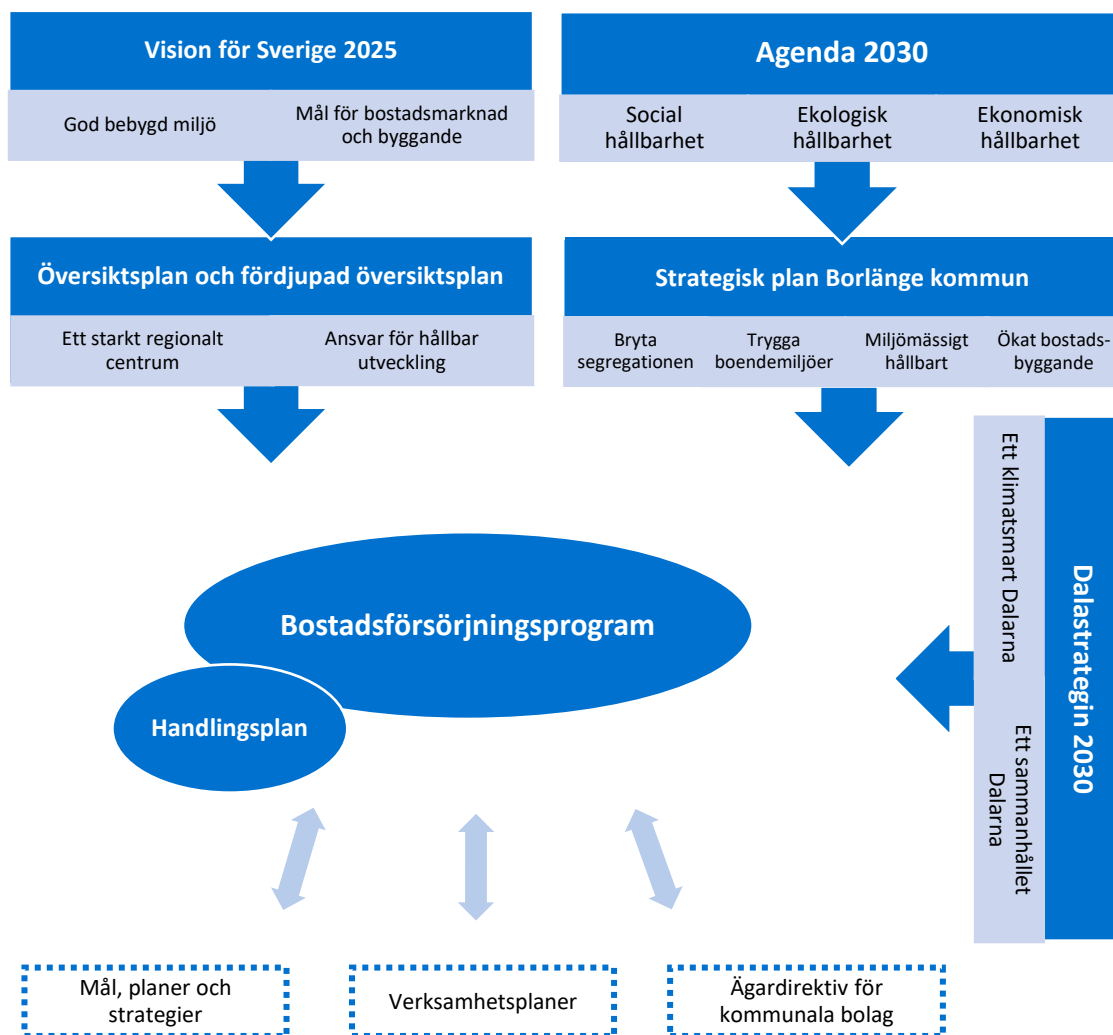 Vision för Sverige 2025
God bebygd miljö
Mål för bostadsmarknad
och byggande
Agenda 2030
Social
hållbarhet
Ekologisk
hållbarhet
Ekonomisk
hållbarhet
Översiktsplan och fördjupad översiktsplan
Ett starkt regionalt
centrum
Ansvar för hållbar
utveckling
Strategisk plan Borlänge kommun
Bryta
segregationen
Trygga
boendemiljöer
Miljömässigt
hållbart
Ökat bostads-
byggande
Dalastrategin 2030
Ett klimatsmart Dalarna
Ett sammanhållet
Dalarna
Bostadsförsörjningsprogram
Handlingsplan
Mål, planer och
strategier
Verksamhetsplaner
Ägardirektiv för
kommunala bolag